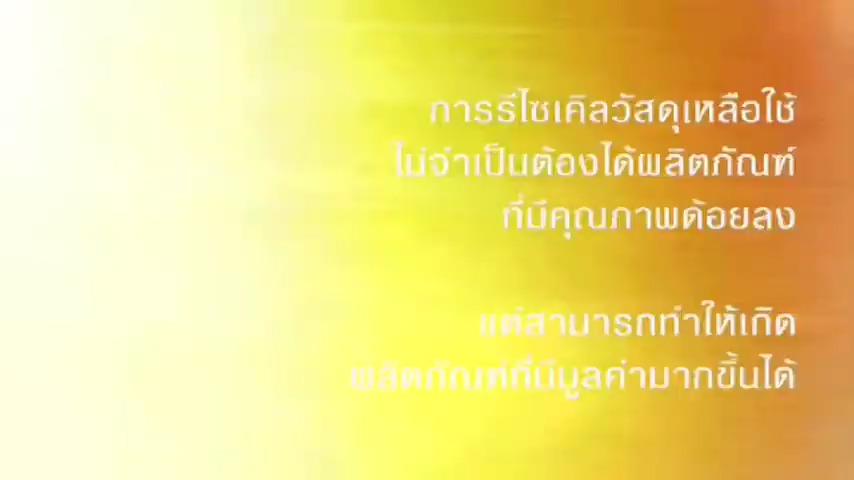 การรีไซเคิลวัสดุเหลือใช้
ไม่จำเป็นต้องได้ผลิตภัณฑ์
ที่มีคุณภาพด้อยลง
แต่สามารถทำให้เกิด
ผลิตภัณฑ์ที่มีมูลค่ามากขึ้นได้